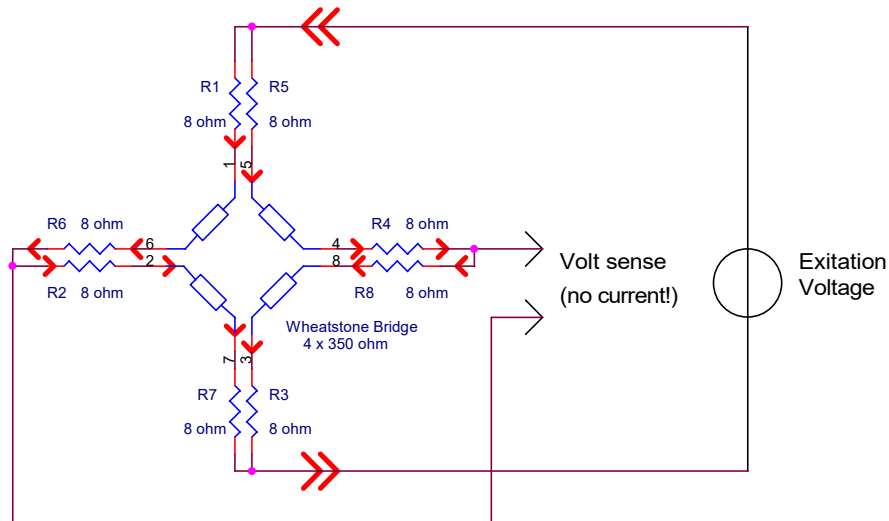 R1
R5
8 ohm
8 ohm
1
5
R6
8 ohm
6
4
R4
8 ohm
2
8
R2
8 ohm
R8
8 ohm
Volt sense
(no current!)
Exitation
Voltage
Wheatstone Bridge
4 x 350 ohm
7
3
R7
R3
8 ohm
8 ohm